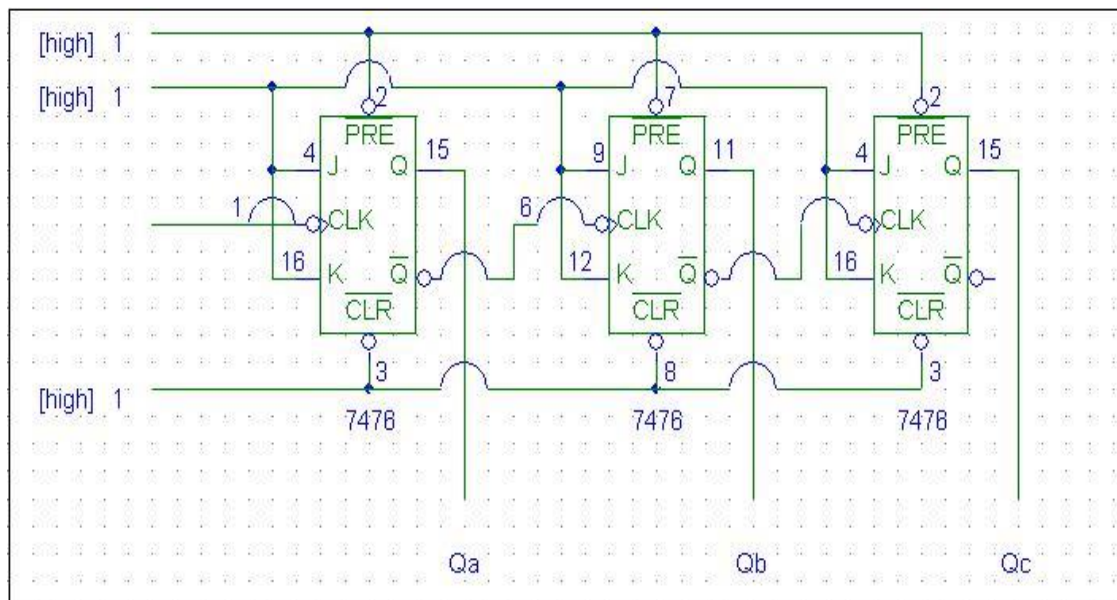 [high] 1
[high] 1
2 7 2
PRE PRE PRE
4 J Q 15 9 J Q 11 4 J Q 15
1 CLK 6 CLK CLK
16 K Q 12 K Q 16 K Q
CLR CLR CLR
3 8 3
[high] 1
7476 7476 7476
Qa Qb Qc